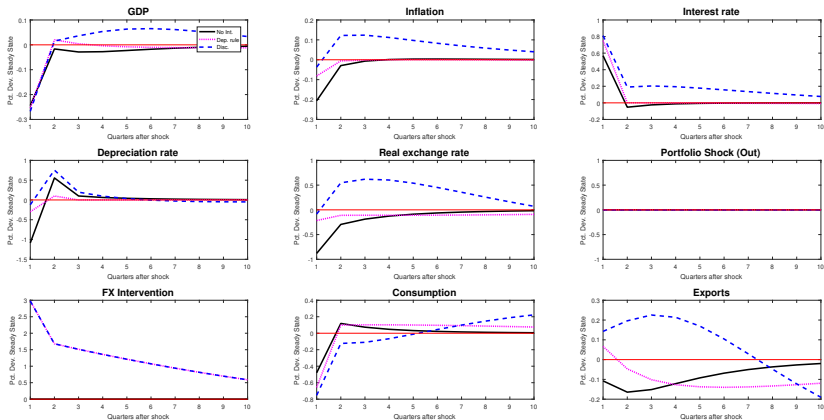 GDP
Pct. Dev. Steady State
0.1
0
-0.1
-0.2
-0.3
1 2 3 4 5 6 7 8 9 10
Quarters after shock
No Int.
Dep. rule
Disc.
Inflation
Pct. Dev. Steady State
0.2
0.1
0
-0.1
-0.2
-0.3
1 2 3 4 5 6 7 8 9 10
Quarters after shock
Interest rate
Pct. Dev. Steady State
1
0.8
0.6
0.4
0.2
0
-0.2
1 2 3 4 5 6 7 8 9 10
Quarters after shock
Depreciation rate
Pct. Dev. Steady State
1
0.5
0
-0.5
-1
-1.5
1 2 3 4 5 6 7 8 9 10
Quarters after shock
Real exchange rate
Pct. Dev. Steady State
1
0.5
0
-0.5
-1
1 2 3 4 5 6 7 8 9 10
Quarters after shock
Portfolio Shock (Out)
Pct. Dev. Steady State
1
0.5
0
-0.5
-1
1 2 3 4 5 6 7 8 9 10
Quarters after shock
FX Intervention
Pct. Dev. Steady State
3
2.5
2
1.5
1
0.5
0
1 2 3 4 5 6 7 8 9 10
Quarters after shock
Consumption
Pct. Dev. Steady State
0.4
0.2
0
-0.2
-0.4
-0.6
-0.8
1 2 3 4 5 6 7 8 9 10
Quarters after shock
Exports
Pct. Dev. Steady State
0.3
0.2
0.1
0
-0.1
-0.2
1 2 3 4 5 6 7 8 9 10
Quarters after shock